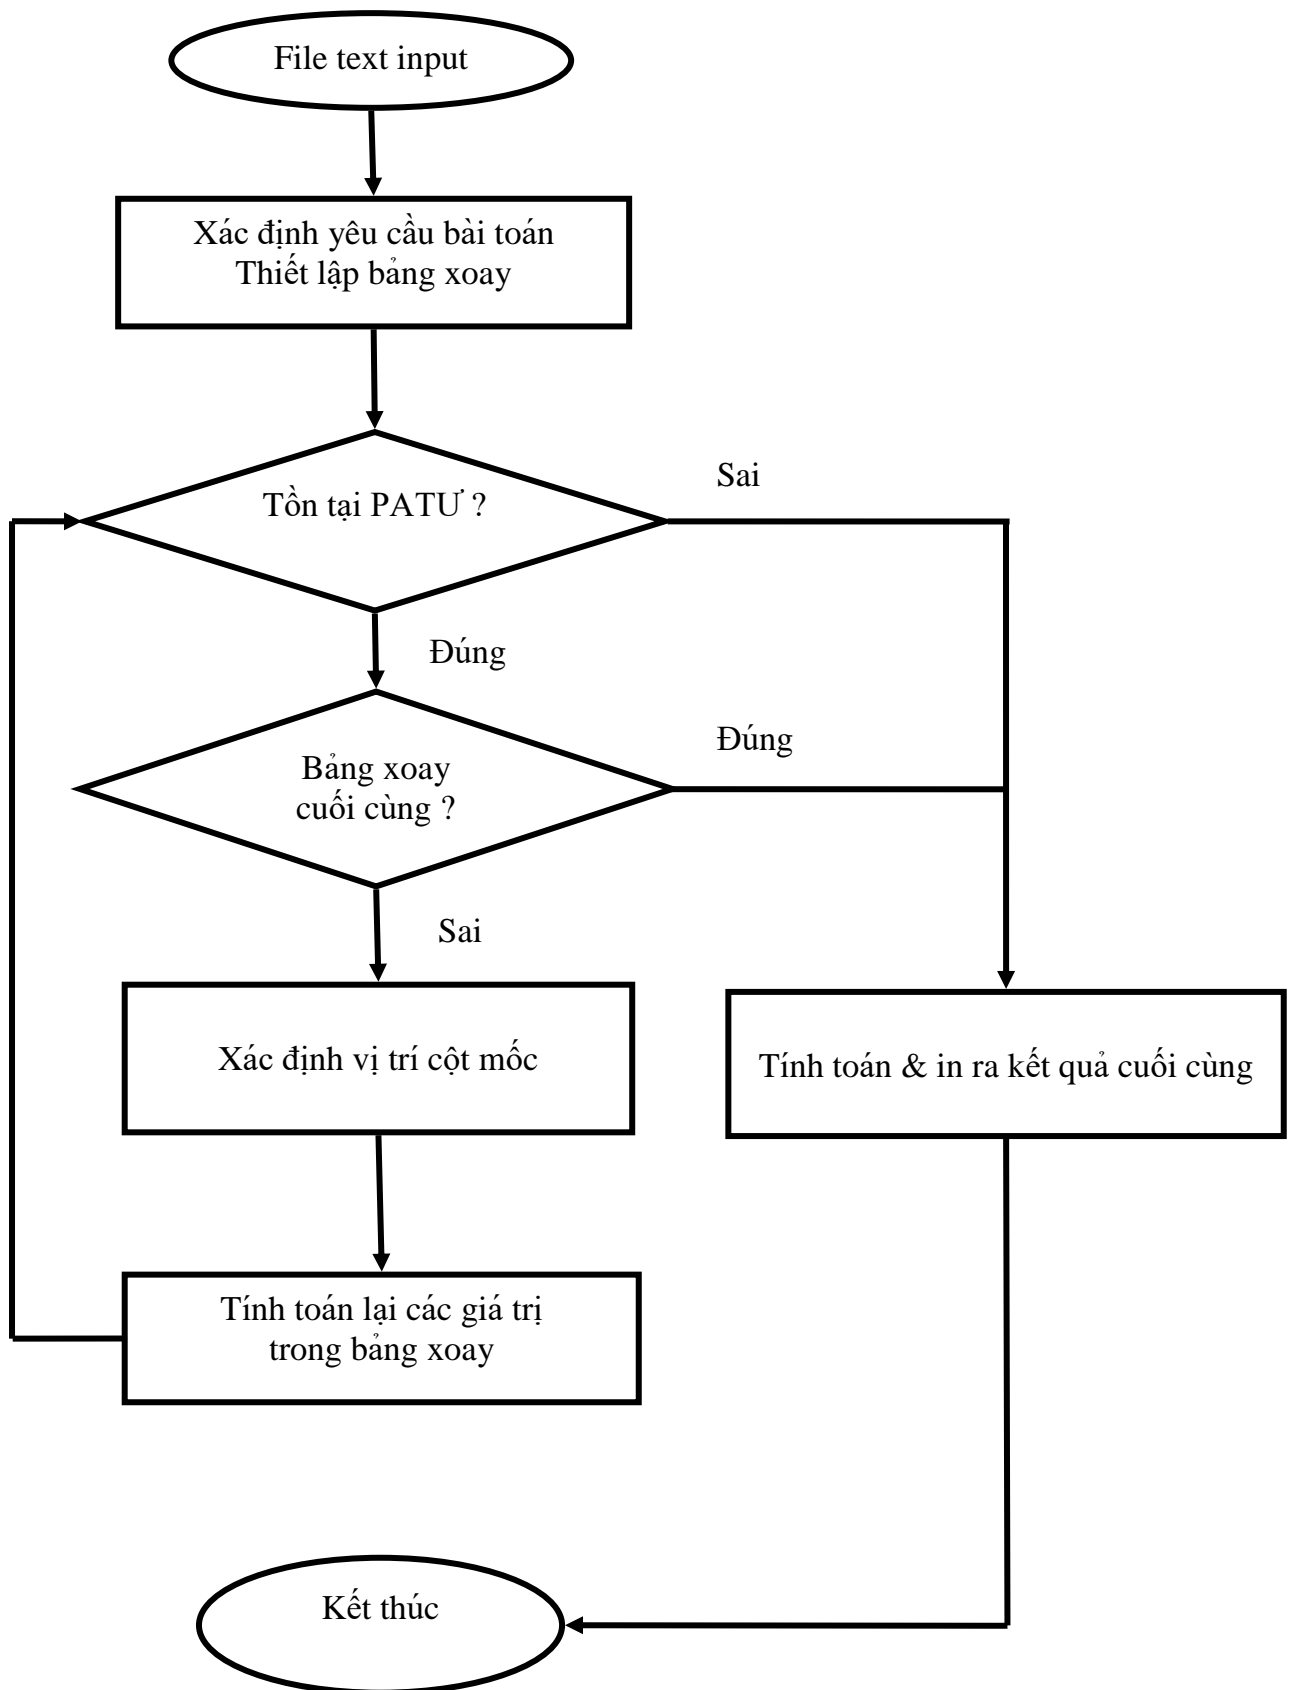 File text input
Xác định yêu cầu bài toán
Thiết lập bảng xoay
Sai
Tồn tại PATƯ ?
Đúng
Đúng
Bảng xoay
cuối cùng ?
Sai
Xác định vị trí cột mốc
Tính toán & in ra kết quả cuối cùng
Tính toán lại các giá trị
trong bảng xoay
Kết thúc